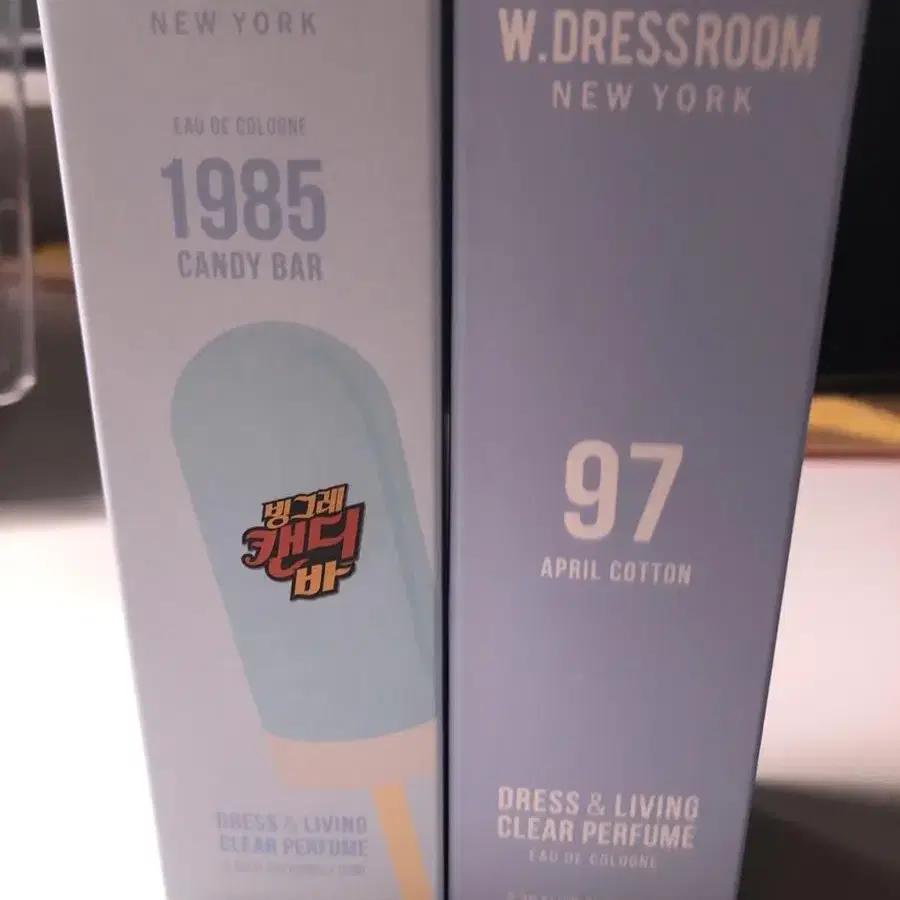 NEW YORK
EAU DE COLOGNE
1985
CANDY BAR
빙그레
캔디
바
DRESS & LIVING
CLEAR PERFUME
W.DRESSROOM
NEW YORK
97
APRIL COTTON
DRESS & LIVING
CLEAR PERFUME
EAU DE COLOGNE